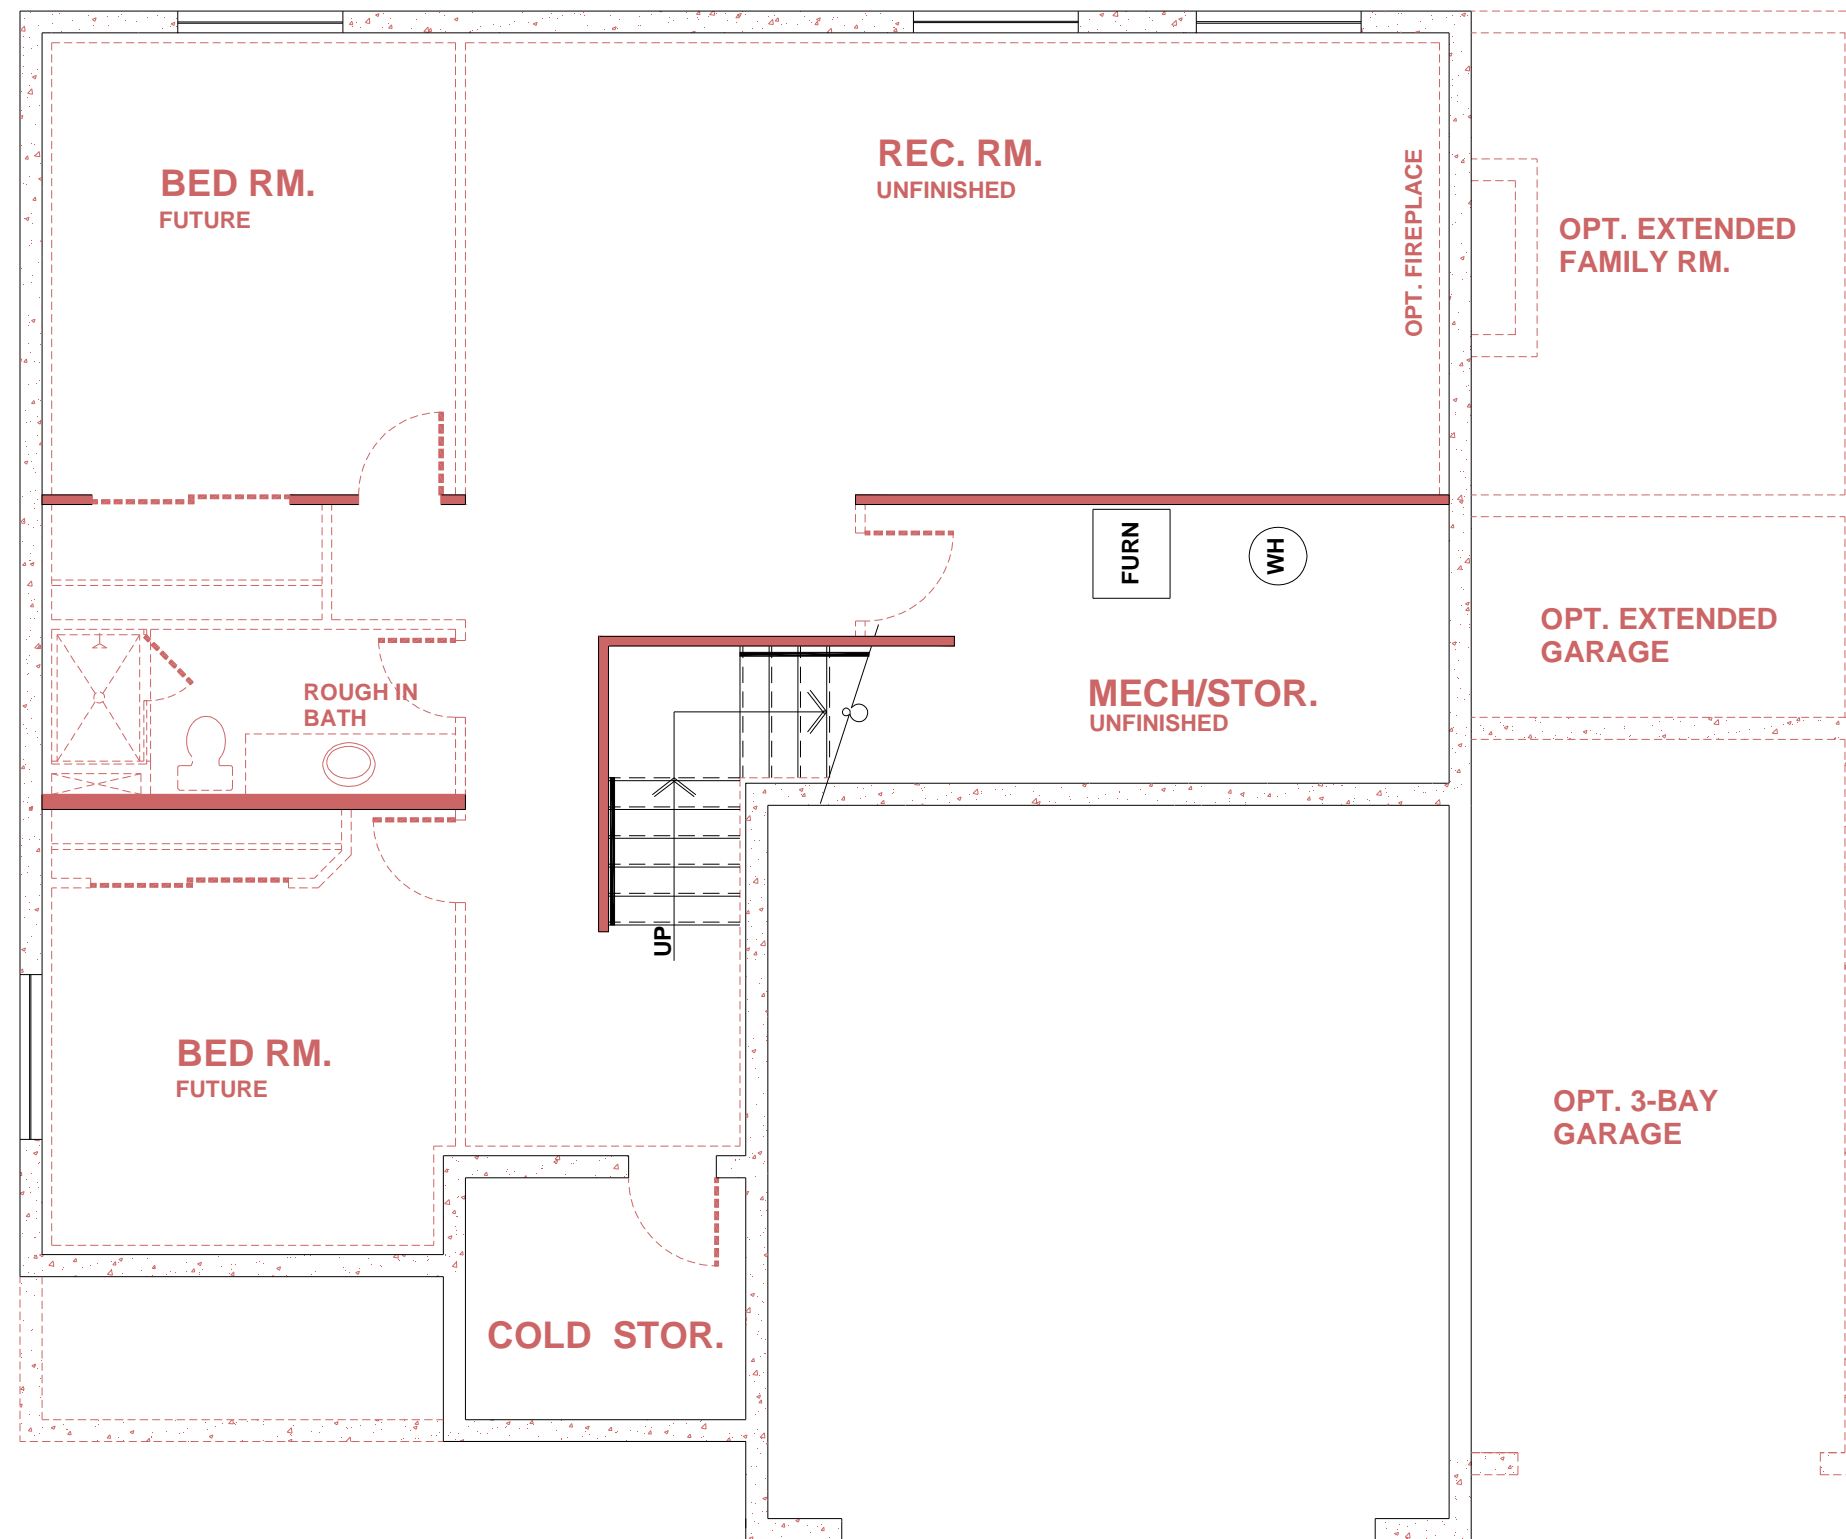 BED RM.
FUTURE
REC. RM.
UNFINISHED
OPT. FIREPLACE
OPT. EXTENDED
FAMILY RM.
FURN
WH
OPT. EXTENDED
GARAGE
ROUGH IN
BATH
MECH/STOR.
UNFINISHED
UP
BED RM.
FUTURE
OPT. 3-BAY
GARAGE
COLD STOR.